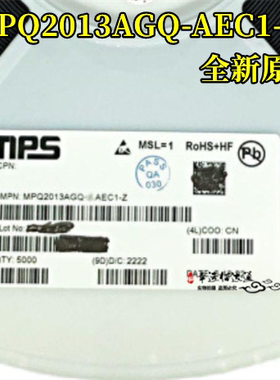 MPQ2013AGQ-AEC1-
全新原
mPS
MSL=1
RoHS+HF
Pb
PASS
QA
030
CPN:
MPN: MPQ2013AGQ- AEC1-Z
Lot No:
QTY: 5000
(9D)D/C: 2222
(4L)COO: CN